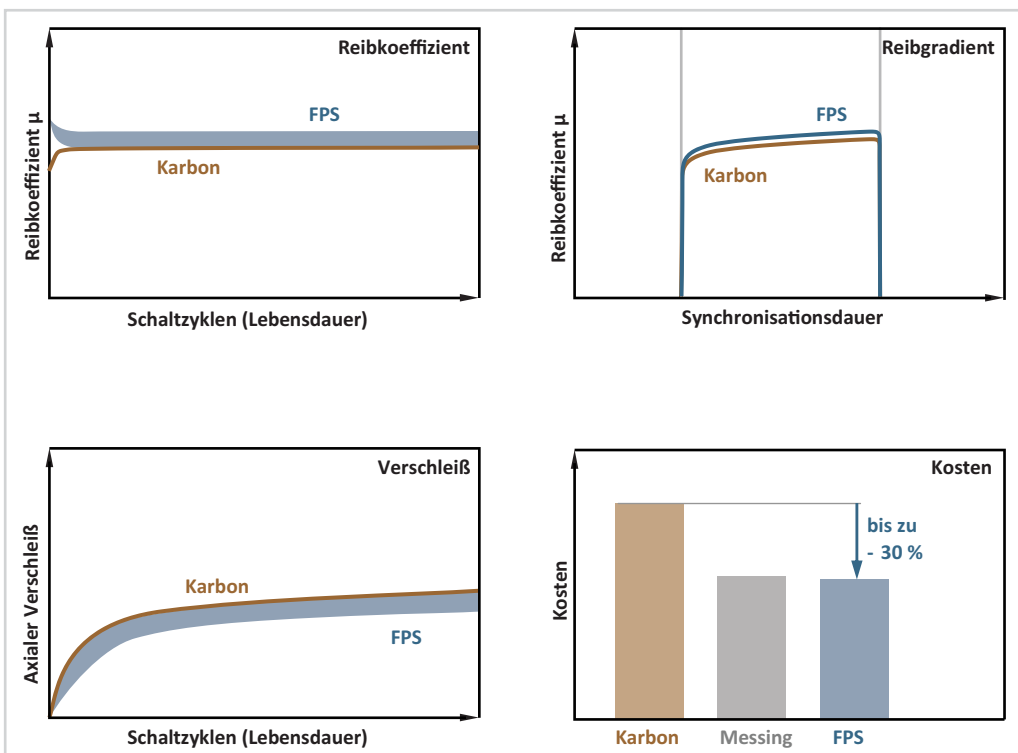 Reibkoeffizient
Reibkoeffizient µ
FPS
Karbon
Schaltzyklen (Lebensdauer)
Reibgradient
Reibkoeffizient µ
FPS
Karbon
Synchronisationsdauer
Verschleiß
Axialer Verschleiß
Karbon
FPS
Schaltzyklen (Lebensdauer)
Kosten
Kosten
bis zu
- 30 %
Karbon
Messing
FPS